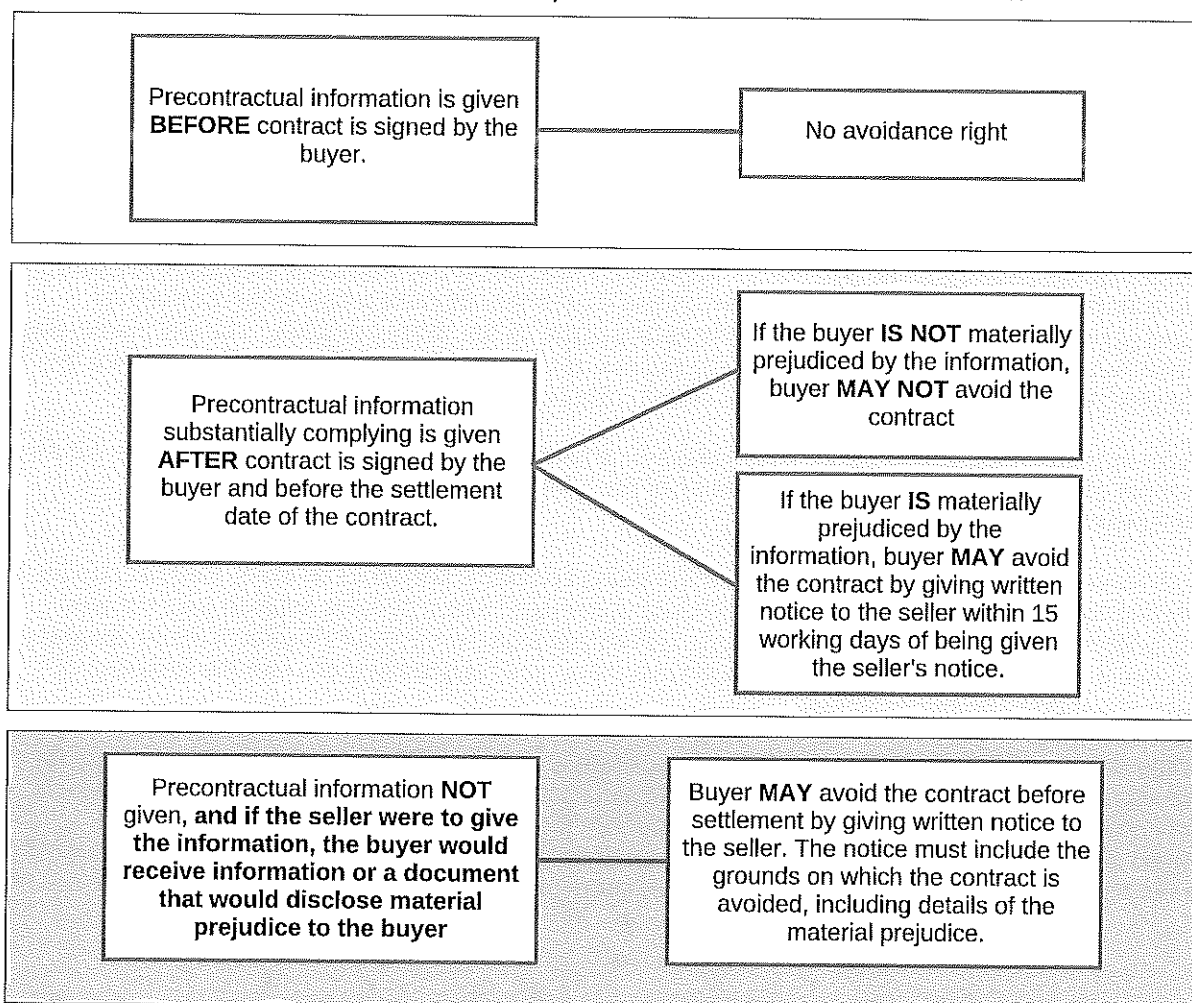 Precontractual information is given
BEFORE contract is signed by the
buyer.
No avoidance right
Precontractual information
substantially complying is given
AFTER contract is signed by the
buyer and before the settlement
date of the contract.
If the buyer IS NOT materially
prejudiced by the information,
buyer MAY NOT avoid the
contract
If the buyer IS materially
prejudiced by the
information, buyer MAY avoid
the contract by giving written
notice to the seller within 15
working days of being given
the seller's notice.
Precontractual information NOT
given, and if the seller were to give
the information, the buyer would
receive information or a document
that would disclose material
prejudice to the buyer
Buyer MAY avoid the contract before
settlement by giving written notice to
the seller. The notice must include the
grounds on which the contract is
avoided, including details of the
material prejudice.